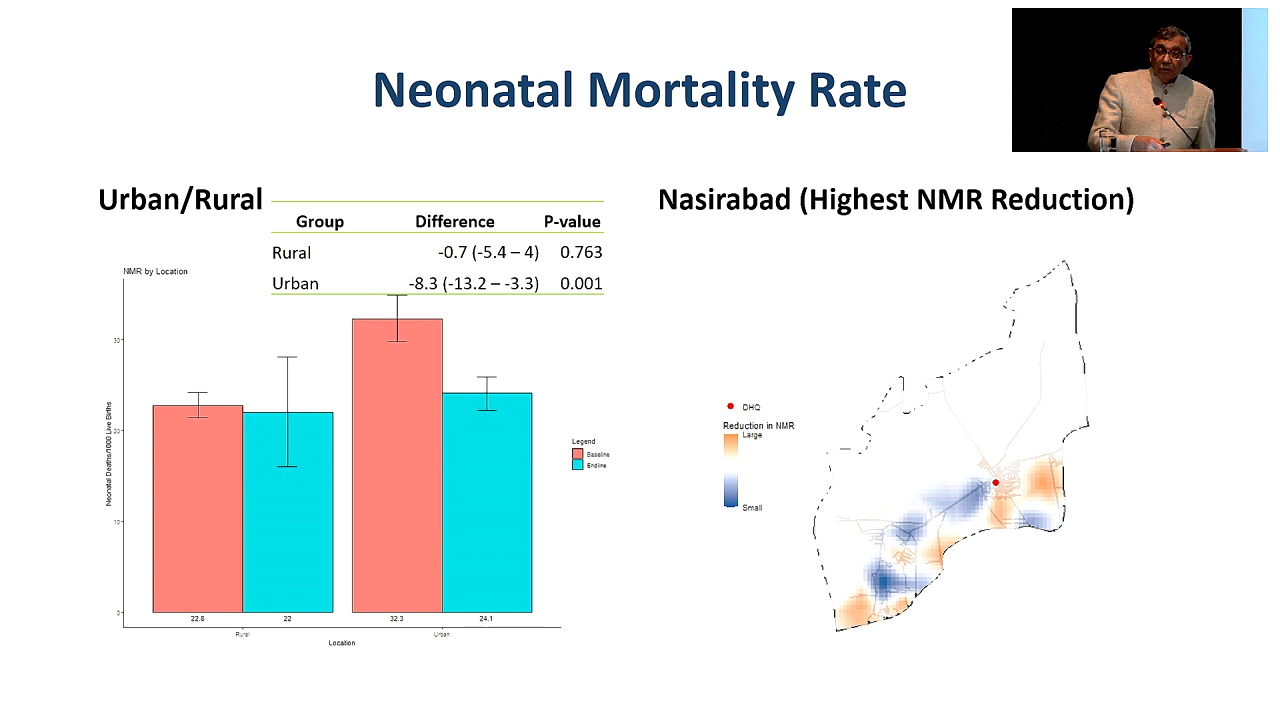 Neonatal Mortality Rate
Urban/Rural
Group Difference P-value
Rural -0.7 (-5.4 – 4) 0.763
Urban -8.3 (-13.2 – -3.3) 0.001
NMR by Location
Neonatal Deaths/1000 Live Births
30
20
10
0
22.8 22 32.3 24.1
Rural Urban
Location
Legend
Baseline
Endline
Nasirabad (Highest NMR Reduction)
DHQ
Reduction in NMR
Large
Small